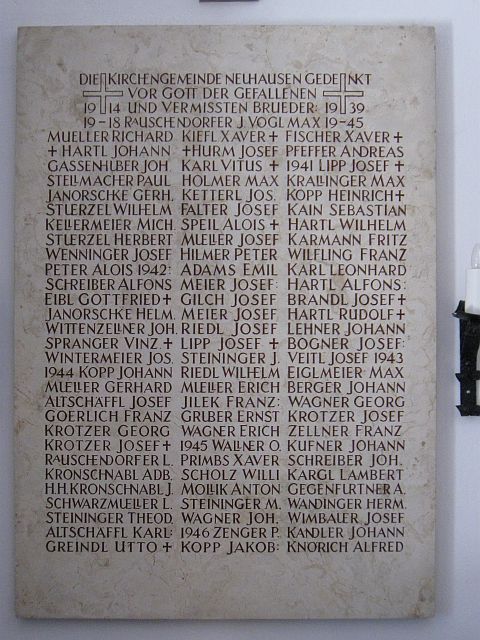 DIE KIRCHENGEMEINDE NEUHAUSEN GEDENKT
VOR GOTT DER GEFALLENEN
1914 UND VERMISSTEN BRUEDER: 1939
19-18 RAUSCHENDORFER J. VOGL MAX 19-45
MUELLER RICHARD KIEFL XAVER + FISCHER XAVER +
+ HARTL JOHANN +HURM JOSEF PFEFFER ANDREAS
GASSENHUBER JOH. KARL VITUS + 1941 LIPP JOSEF +
STELLMACHER PAUL HOLMER MAX KRALLINGER MAX
JANORSCHKE GERH. KETTERL JOS. KOPP HEINRICH+
STUERZEL WILHELM FALTER JOSEF KAIN SEBASTIAN
KELLERMEIER MICH. SPEIL ALOIS + HARTL WILHELM
STUERZEL HERBERT MUELLER JOSEF KARMANN FRITZ
WENNINGER JOSEF HILMER PETER WILFLING FRANZ
PETER ALOIS 1942: ADAMS EMIL KARL LEONHARD
SCHREIBER ALFONS MEIER JOSEF: HARTL ALFONS:
EIBL GOTTFRIED+ GILCH JOSEF BRANDL JOSEF+
JANORSCHKE HELM. MEIER JOSEF HARTL RUDOLF+
WITTENZELLNER JOH. RIEDL JOSEF LEHNER JOHANN
SPRANGER VINZ. + LIPP JOSEF + BOGNER JOSEF:
WINTERMEIER JOS. STEININGER J. VEITL JOSEF 1943
1944 KOPP JOHANN RIEDL WILHELM EIGLMEIER MAX
MUELLER GERHARD MUELLER ERICH BERGER JOHANN
ALTSCHAFFL JOSEF JILEK FRANZ: WAGNER GEORG
GOERLICH FRANZ GRUBER ERNST KROTZER JOSEF
KROTZER GEORG WAGNER ERICH ZELLNER FRANZ
KROTZER JOSEF+ 1945 WALLNER O. KUFNER JOHANN
RAUSCHENDORFER L. PRIMBS XAVER SCHREIBER JOH.
KRONSCHNABL ADB. SCHOLZ WILLI KARGL LAMBERT
H.H. KRONSCHNABL J. MOLLIK ANTON GEGENFURTNER A.
SCHWARZMUELLER L. STEININGER M. WANDINGER HERM.
STEININGER THEOD. WAGNER JOH. WIMBAUER JOSEF
ALTSCHAFFL KARL: 1946 ZENGER P. KANDLER JOHANN
GREINDL UTTO + KOPP JAKOB: KNORICH ALFRED